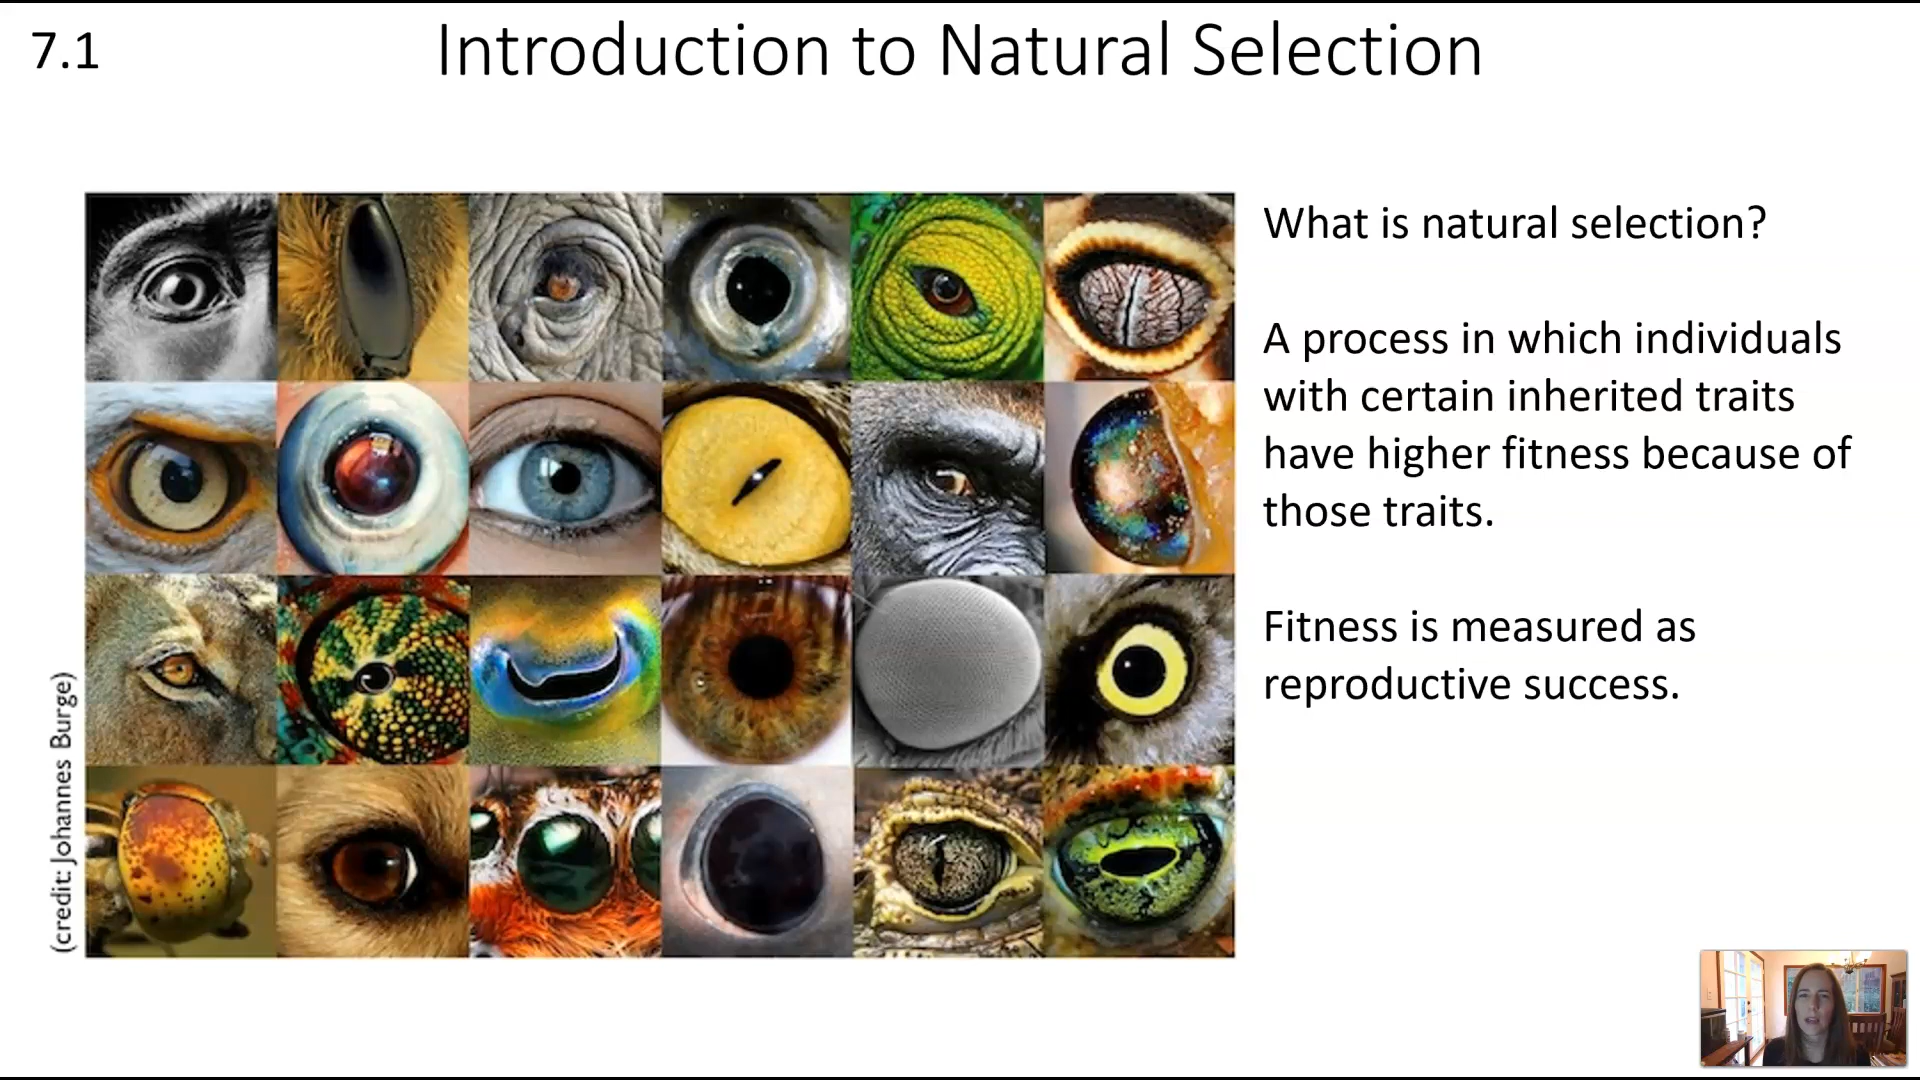 7.1
Introduction to Natural Selection
What is natural selection?
A process in which individuals
with certain inherited traits
have higher fitness because of
those traits.
Fitness is measured as
reproductive success.
(credit: Johannes Burge)